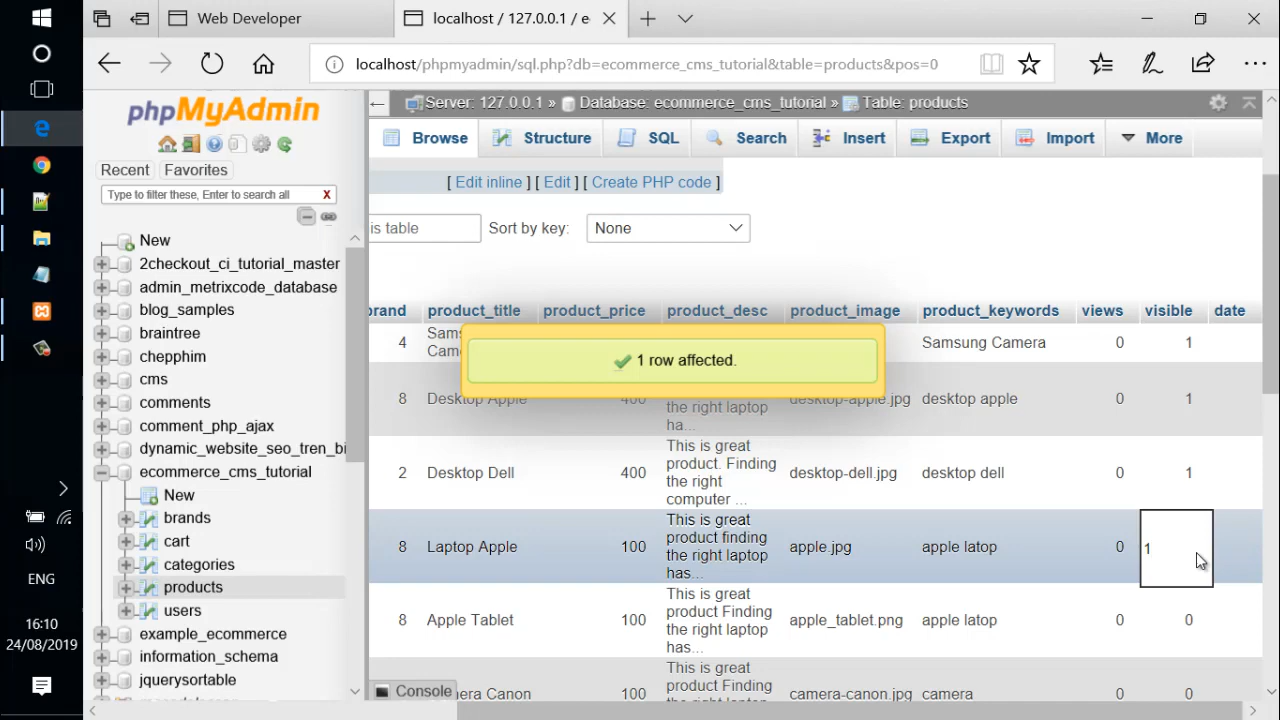 Web Developer
localhost / 127.0.0.1 / e
localhost/phpmyadmin/sql.php?db=ecommerce_cms_tutorial&table=products&pos=0
phpMyAdmin
Server: 127.0.0.1 » Database: ecommerce_cms_tutorial » Table: products
Browse Structure SQL Search Insert Export Import More
Recent Favorites
Type to filter these, Enter to search all X
[ Edit inline ] [ Edit ] [ Create PHP code ]
is table Sort by key: None
New
2checkout_ci_tutorial_master
admin_metrixcode_database
blog_samples
braintree
chepphim
cms
comments
comment_php_ajax
dynamic_website_seo_tren_bi
ecommerce_cms_tutorial
New
brands
cart
categories
products
users
example_ecommerce
information_schema
jquerysortable
brand product_title product_price product_desc product_image product_keywords views visible date
4 Samsung Camera 0 1
1 row affected.
8 Desktop Apple 400 desktop-apple.jpg desktop apple 0 1
the right laptop
ha...
2 Desktop Dell 400 desktop-dell.jpg desktop dell 0 1
This is great
product. Finding
the right
computer ...
8 Laptop Apple 100 apple.jpg apple latop 0 1
This is great
product finding
the right laptop
has...
8 Apple Tablet 100 apple_tablet.png apple latop 0 0
This is great
product Finding
the right laptop
has...
Camera Canon 100 camera-canon.jpg camera 0 0
This is great
product Finding
the right laptop
Console
ENG
16:10
24/08/2019